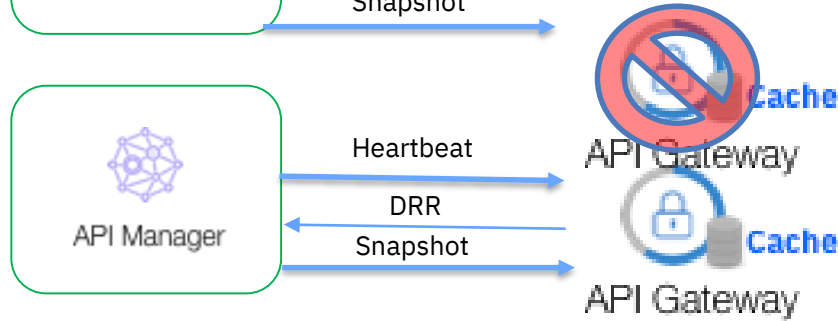 Snapshot
Cache
API Gateway
Heartbeat
DRR
API Manager
Snapshot
Cache
API Gateway